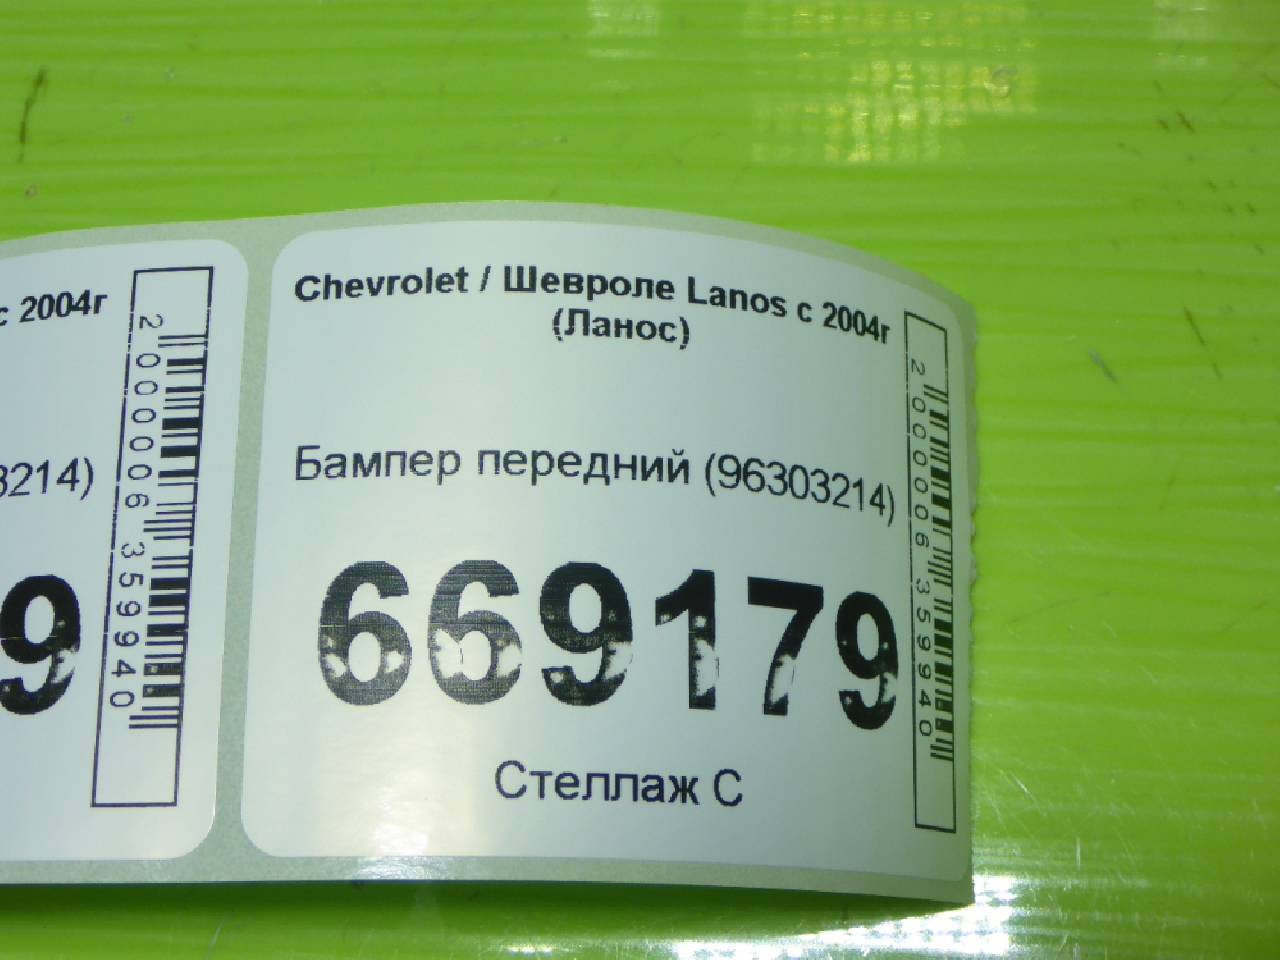 с 2004г
3214)
9
2000006359940
Chevrolet / Шевроле Lanos с 2004г
(Ланос)
Бампер передний (96303214)
669179
Стеллаж С
2000006359940